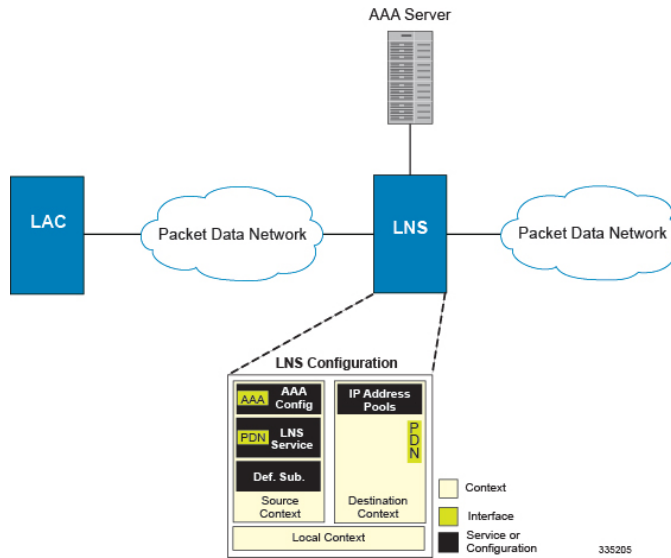 AAA Server
LAC
Packet Data Network
LNS
Packet Data Network
LNS Configuration
AAA
AAA
Config
PDN
LNS
Service
Def. Sub.
Source
Context
IP Address
Pools
PDN
Destination
Context
Local Context
Context
Interface
Service or
Configuration
335205